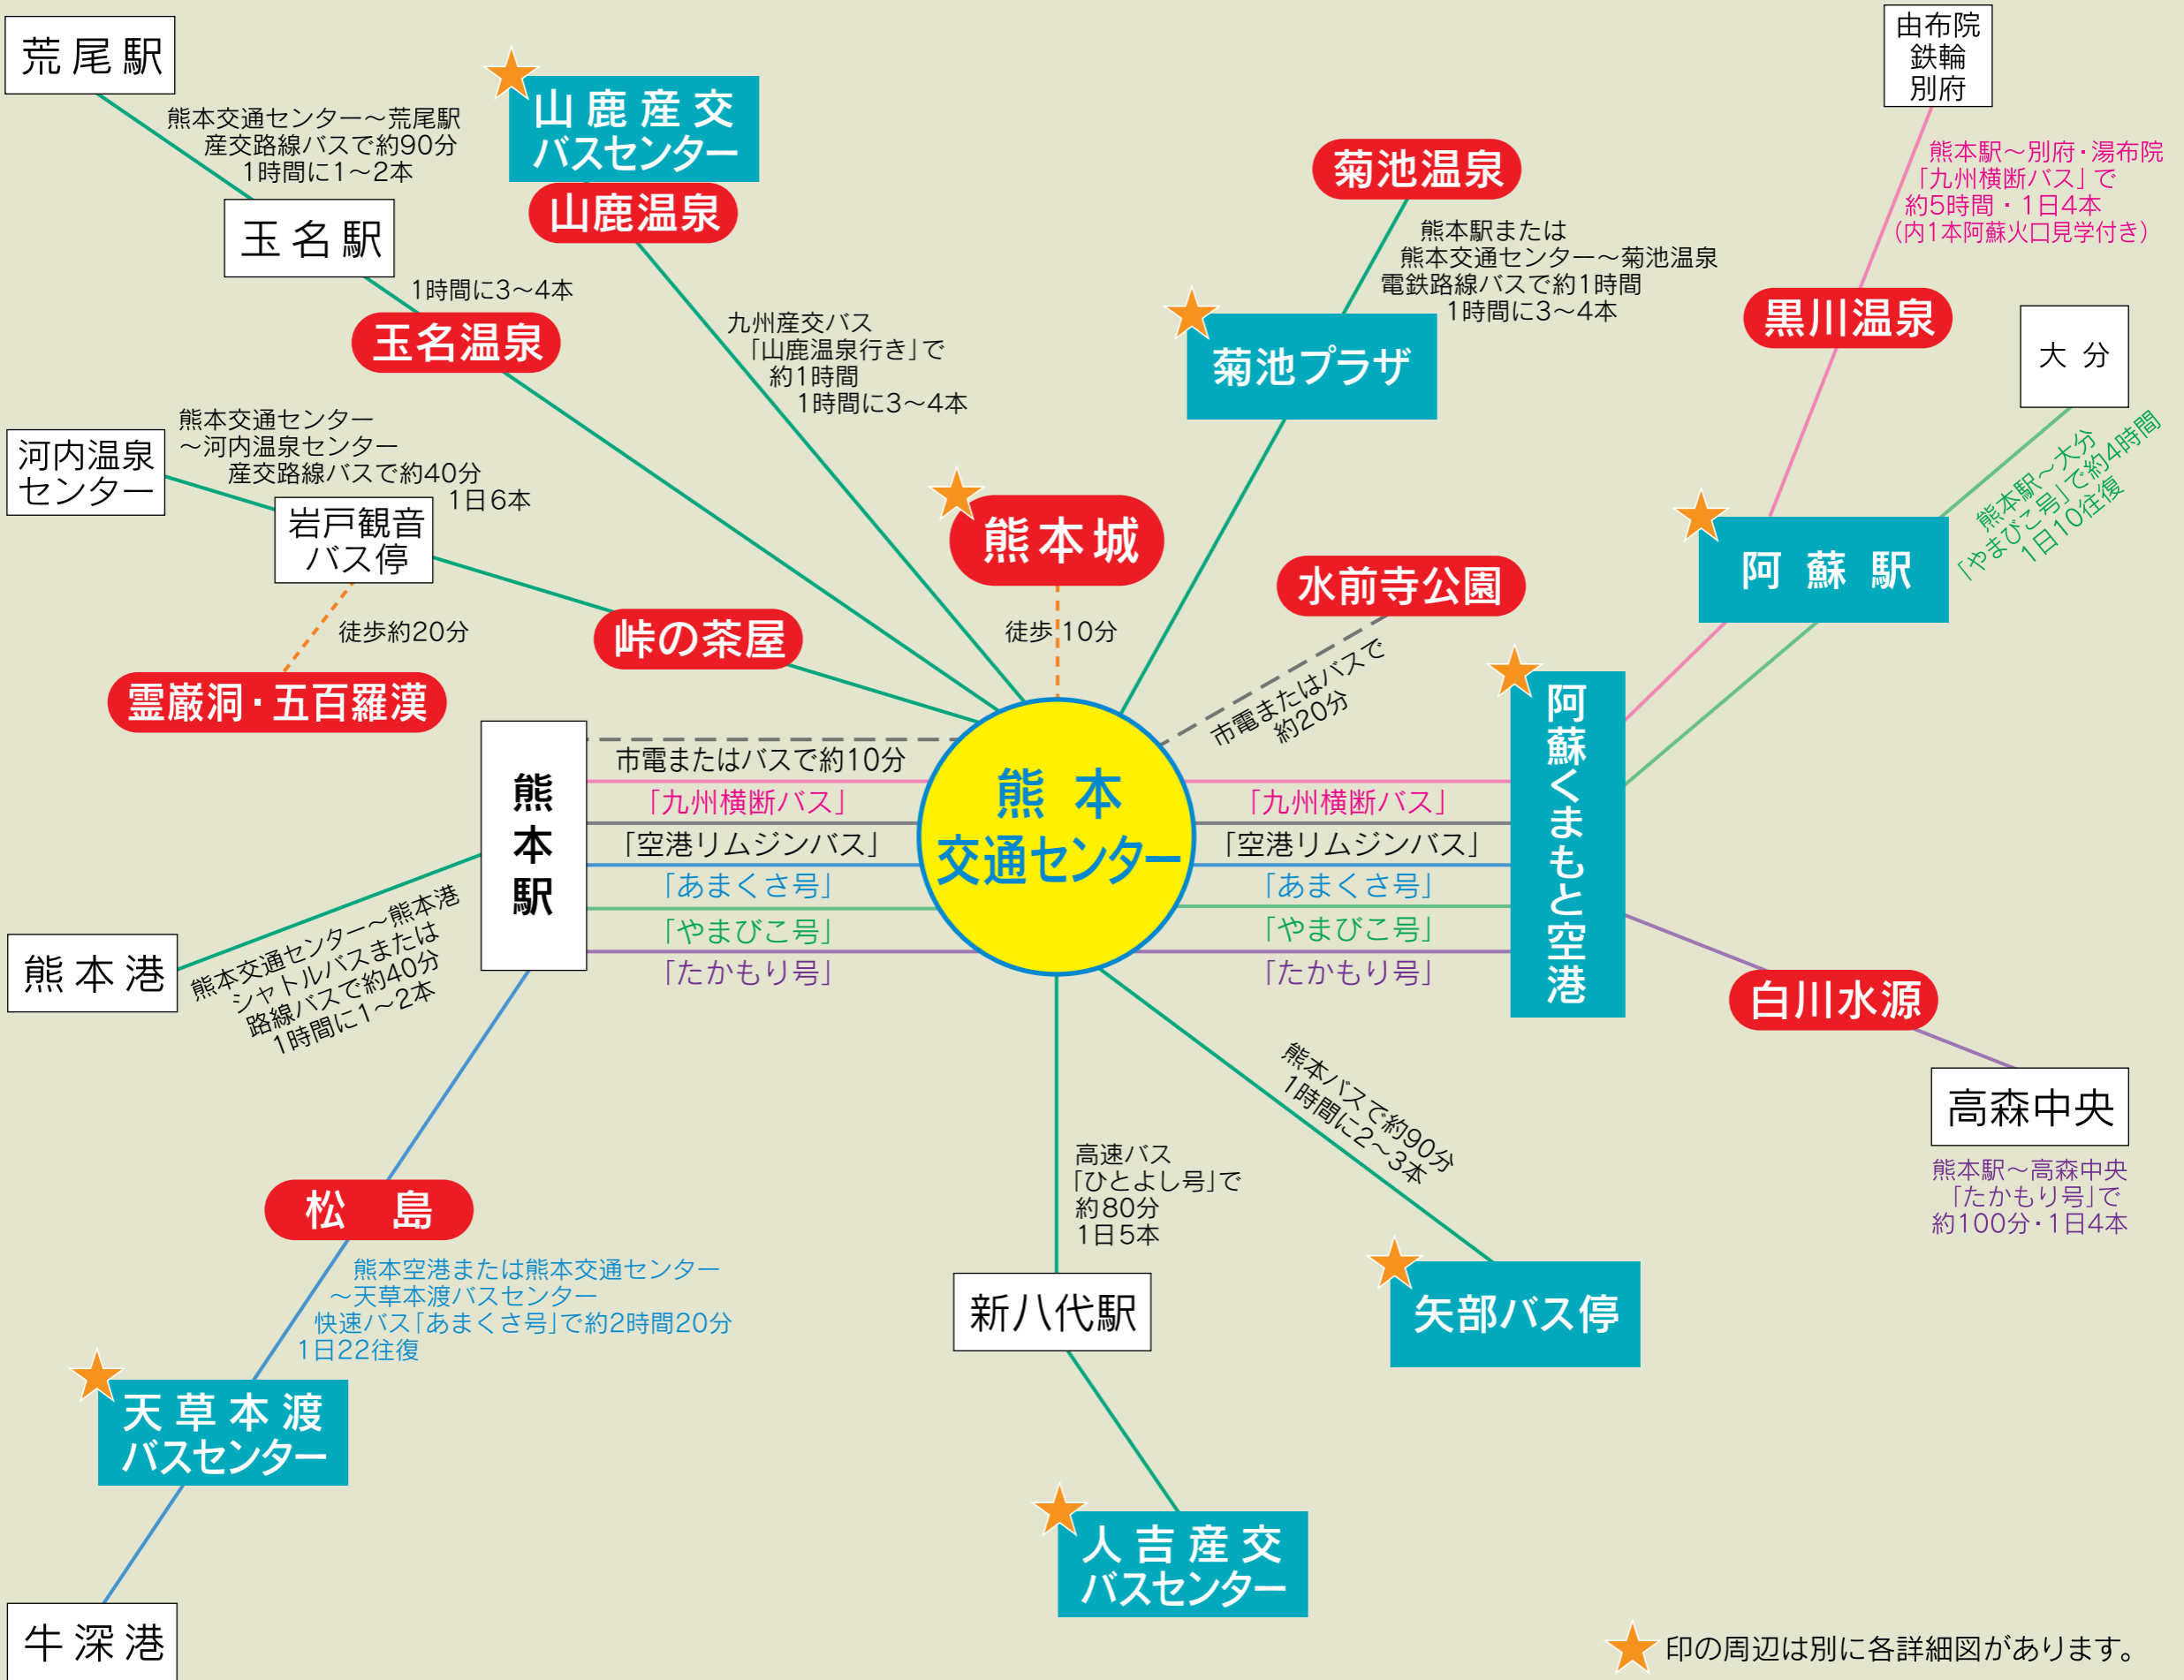 荒尾駅
熊本交通センター～荒尾駅
産交路線バスで約90分
1時間に1～2本
玉名駅
1時間に3～4本
玉名温泉
山鹿産交
バスセンター
山鹿温泉
九州産交バス
「山鹿温泉行き」で
約1時間
1時間に3～4本
菊池温泉
熊本駅または
熊本交通センター～菊池温泉
電鉄路線バスで約1時間
1時間に3～4本
菊池プラザ
由布院
鉄輪
別府
熊本駅～別府・湯布院
「九州横断バス」で
約5時間・1日4本
（内1本阿蘇火口見学付き）
黒川温泉
大分
熊本駅～大分
「やまびこ号」で約4時間
1日10往復
阿蘇駅
河内温泉
センター
熊本交通センター
～河内温泉センター
産交路線バスで約40分
1日6本
岩戸観音
バス停
徒歩約20分
霊巌洞・五百羅漢
峠の茶屋
熊本城
徒歩10分
水前寺公園
市電またはバスで
約20分
熊本駅
市電またはバスで約10分
「九州横断バス」
「空港リムジンバス」
「あまくさ号」
「やまびこ号」
「たかもり号」
熊本
交通センター
「九州横断バス」
「空港リムジンバス」
「あまくさ号」
「やまびこ号」
「たかもり号」
阿蘇くまもと空港
熊本港
熊本交通センター～熊本港
シャトルバスまたは
路線バスで約40分
1時間に1～2本
白川水源
高森中央
熊本駅～高森中央
「たかもり号」で
約100分・1日4本
松島
熊本空港または熊本交通センター
～天草本渡バスセンター
快速バス「あまくさ号」で約2時間20分
1日22往復
天草本渡
バスセンター
牛深港
高速バス
「ひとよし号」で
約80分
1日5本
新八代駅
人吉産交
バスセンター
熊本バスで約90分
1時間に2～3本
矢部バス停
印の周辺は別に各詳細図があります。